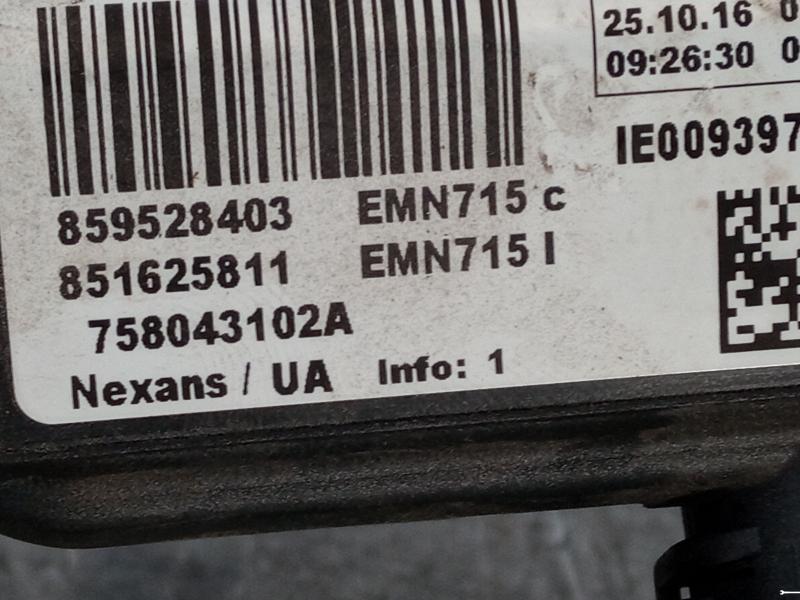 25.10.16
09:26:30
IE009397
859528403 EMN715 c
851625811 EMN715 I
758043102A
Nexans / UA Info: 1